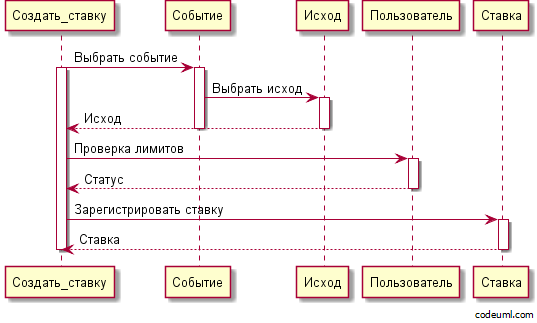 Создать_ставку Событие Исход Пользователь Ставка
Выбрать событие
Выбрать исход
Исход
Проверка лимитов
Статус
Зарегистрировать ставку
Ставка
Создать_ставку Событие Исход Пользователь Ставка
codeuml.com